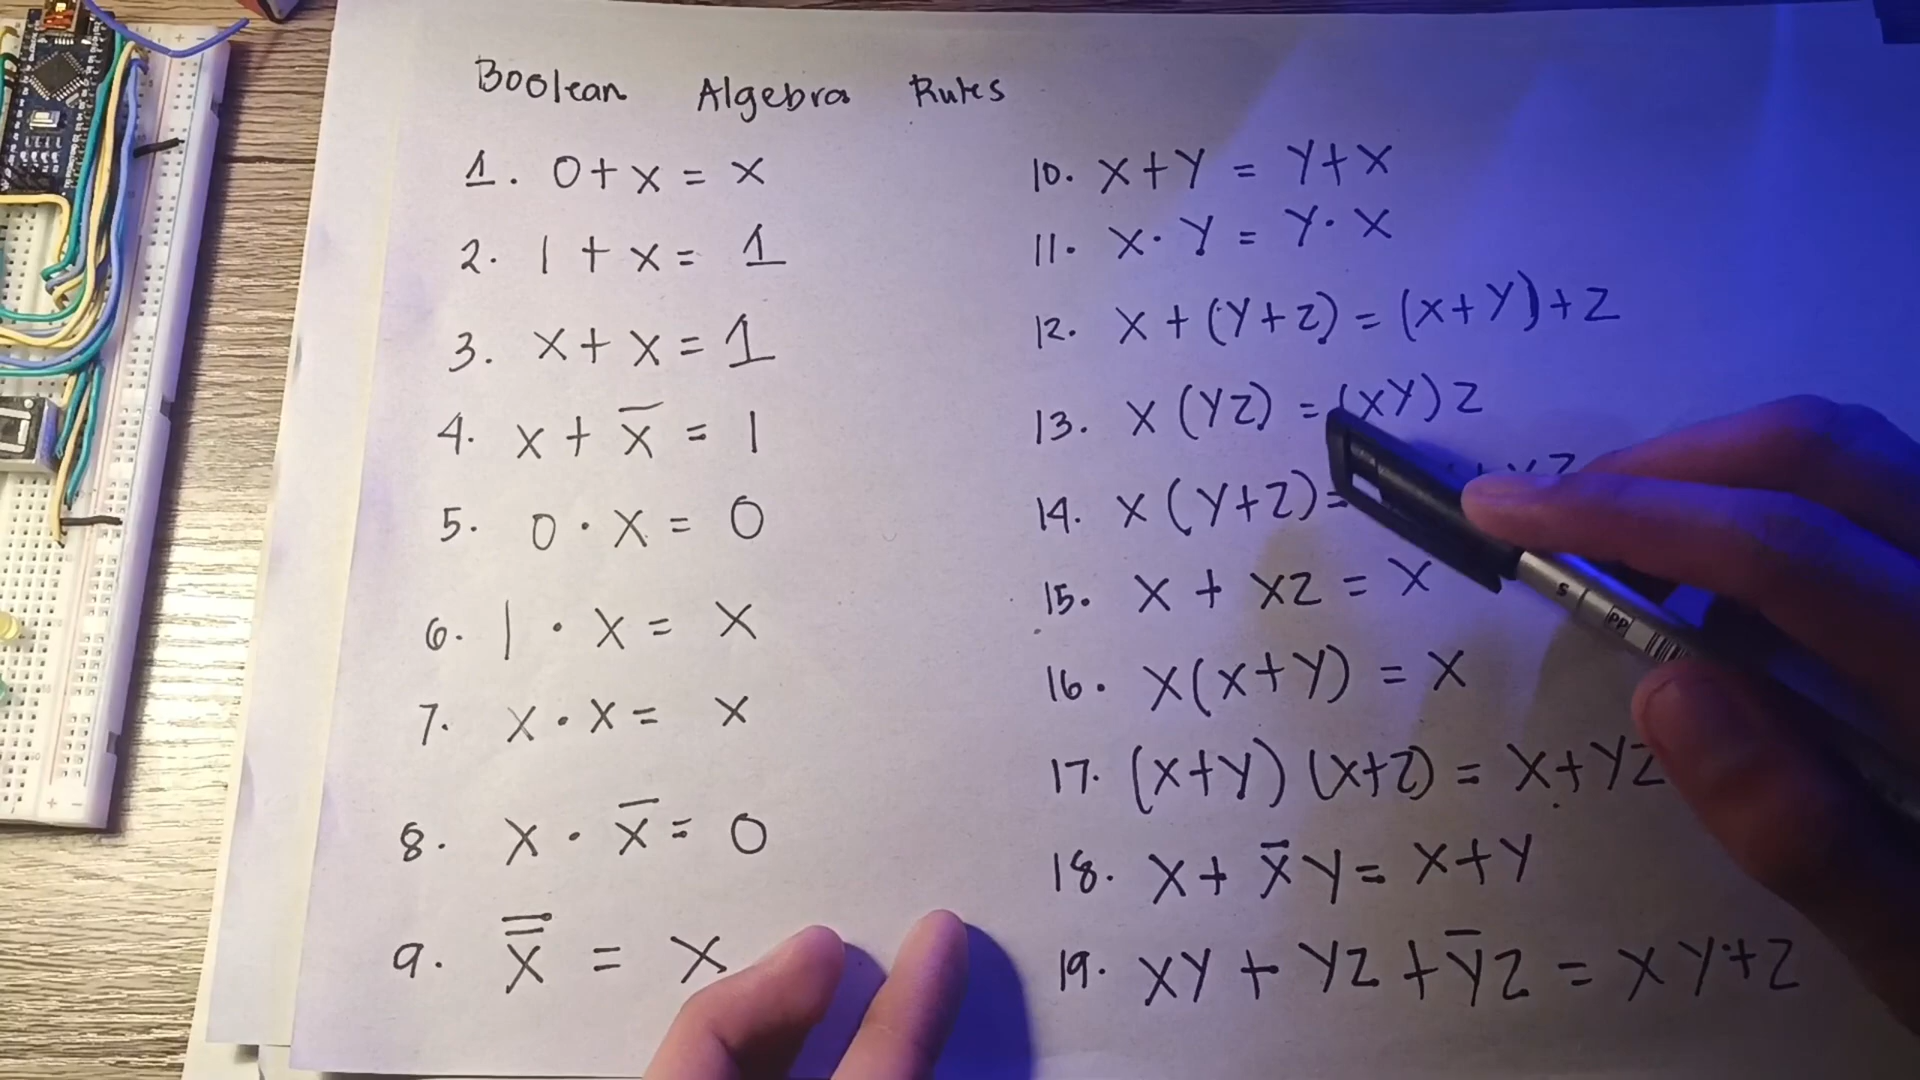 Boolean Algebra Rules
1. 0 + x = x
2. 1 + x = 1
3. x + x = 1
4. x + x̅ = 1
5. 0 · x = 0
6. 1 · x = x
7. x · x = x
8. x · x̅ = 0
9. x̿ = x
10. X + Y = Y + X
11. X · Y = Y · X
12. X + (Y + Z) = (X + Y) + Z
13. X (YZ) = (XY) Z
14. X (Y + Z) =
15. X + XZ = X
16. X (X + Y) = X
17. (X + Y) (X + Z) = X + YZ
18. X + X̅ Y = X + Y
19. XY + YZ + Y̅Z = XY + Z
S
PP